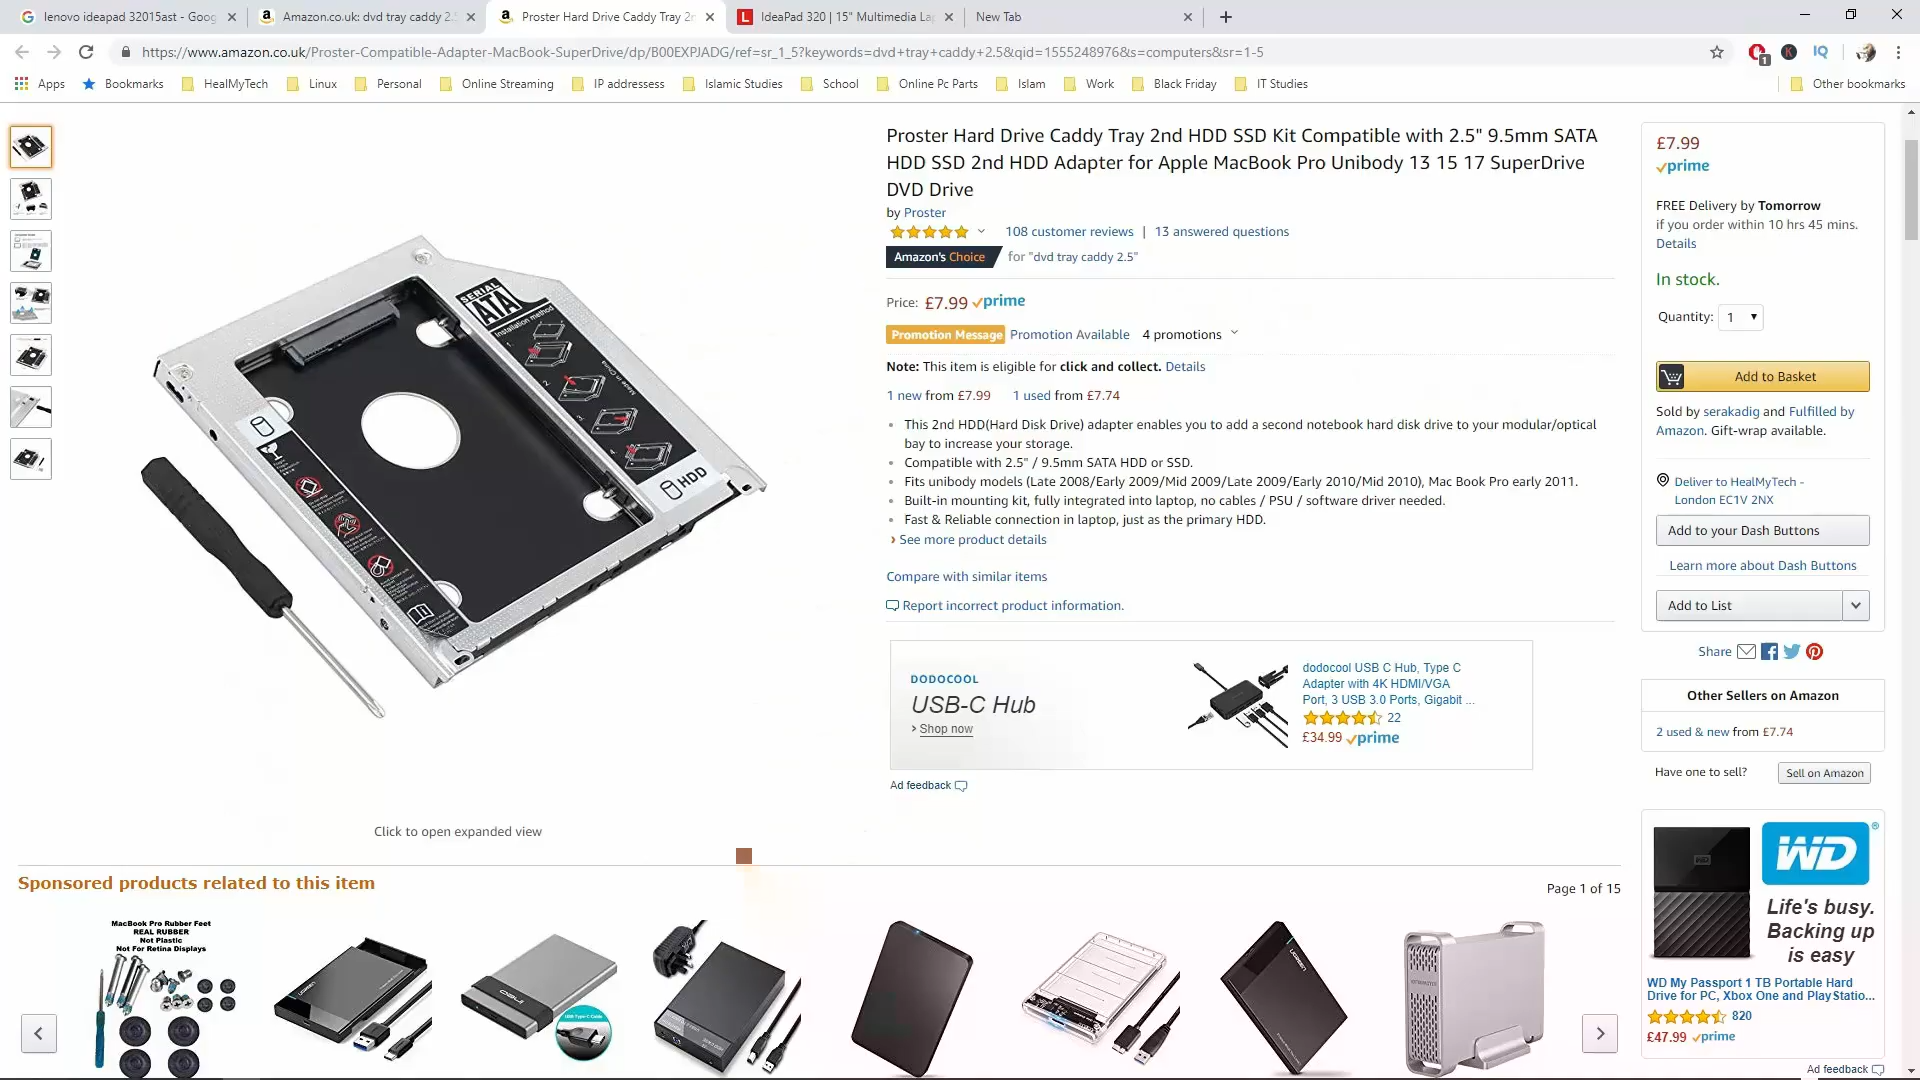 lenovo ideapad 32015ast - Goog
Amazon.co.uk: dvd tray caddy 2.5
Proster Hard Drive Caddy Tray 2n
IdeaPad 320 | 15" Multimedia La
New Tab
https://www.amazon.co.uk/Proster-Compatible-Adapter-MacBook-SuperDrive/dp/B00EXPJADG/ref=sr_1_5?keywords=dvd+tray+caddy+2.5&qid=1555248976&s=computers&sr=1-5
Apps
Bookmarks
HealMyTech
Linux
Personal
Online Streaming
IP addressess
Islamic Studies
School
Online Pc Parts
Islam
Work
Black Friday
IT Studies
Other bookmarks
SERIAL
ATA
Installation method
Made in China
HDD
Click to open expanded view
Proster Hard Drive Caddy Tray 2nd HDD SSD Kit Compatible with 2.5" 9.5mm SATA
HDD SSD 2nd HDD Adapter for Apple MacBook Pro Unibody 13 15 17 SuperDrive
DVD Drive
by Proster
108 customer reviews | 13 answered questions
Amazon's Choice for "dvd tray caddy 2.5"
Price: £7.99 prime
Promotion Message Promotion Available 4 promotions
Note: This item is eligible for click and collect. Details
1 new from £7.99 1 used from £7.74
This 2nd HDD(Hard Disk Drive) adapter enables you to add a second notebook hard disk drive to your modular/optical
bay to increase your storage.
Compatible with 2.5" / 9.5mm SATA HDD or SSD.
Fits unibody models (Late 2008/Early 2009/Mid 2009/Late 2009/Early 2010/Mid 2010), Mac Book Pro early 2011.
Built-in mounting kit, fully integrated into laptop, no cables / PSU / software driver needed.
Fast & Reliable connection in laptop, just as the primary HDD.
› See more product details
Compare with similar items
Report incorrect product information.
DODOCOOL
USB-C Hub
› Shop now
dodocool USB C Hub, Type C
Adapter with 4K HDMI/VGA
Port, 3 USB 3.0 Ports, Gigabit ...
22
£34.99 prime
Ad feedback
£7.99
prime
FREE Delivery by Tomorrow
if you order within 10 hrs 45 mins.
Details
In stock.
Quantity: 1
Add to Basket
Sold by serakadig and Fulfilled by
Amazon. Gift-wrap available.
Deliver to HealMyTech -
London EC1V 2NX
Add to your Dash Buttons
Learn more about Dash Buttons
Add to List
Share
Other Sellers on Amazon
2 used & new from £7.74
Have one to sell?
Sell on Amazon
WD
Life's busy.
Backing up
is easy
WD My Passport 1 TB Portable Hard
Drive for PC, Xbox One and PlayStatio...
820
£47.99 prime
Ad feedback
Sponsored products related to this item
Page 1 of 15
MacBook Pro Rubber Feet
REAL RUBBER
Not Plastic
Not For Retina Displays
UGREEN
USB Type-C Cable
UGREEN